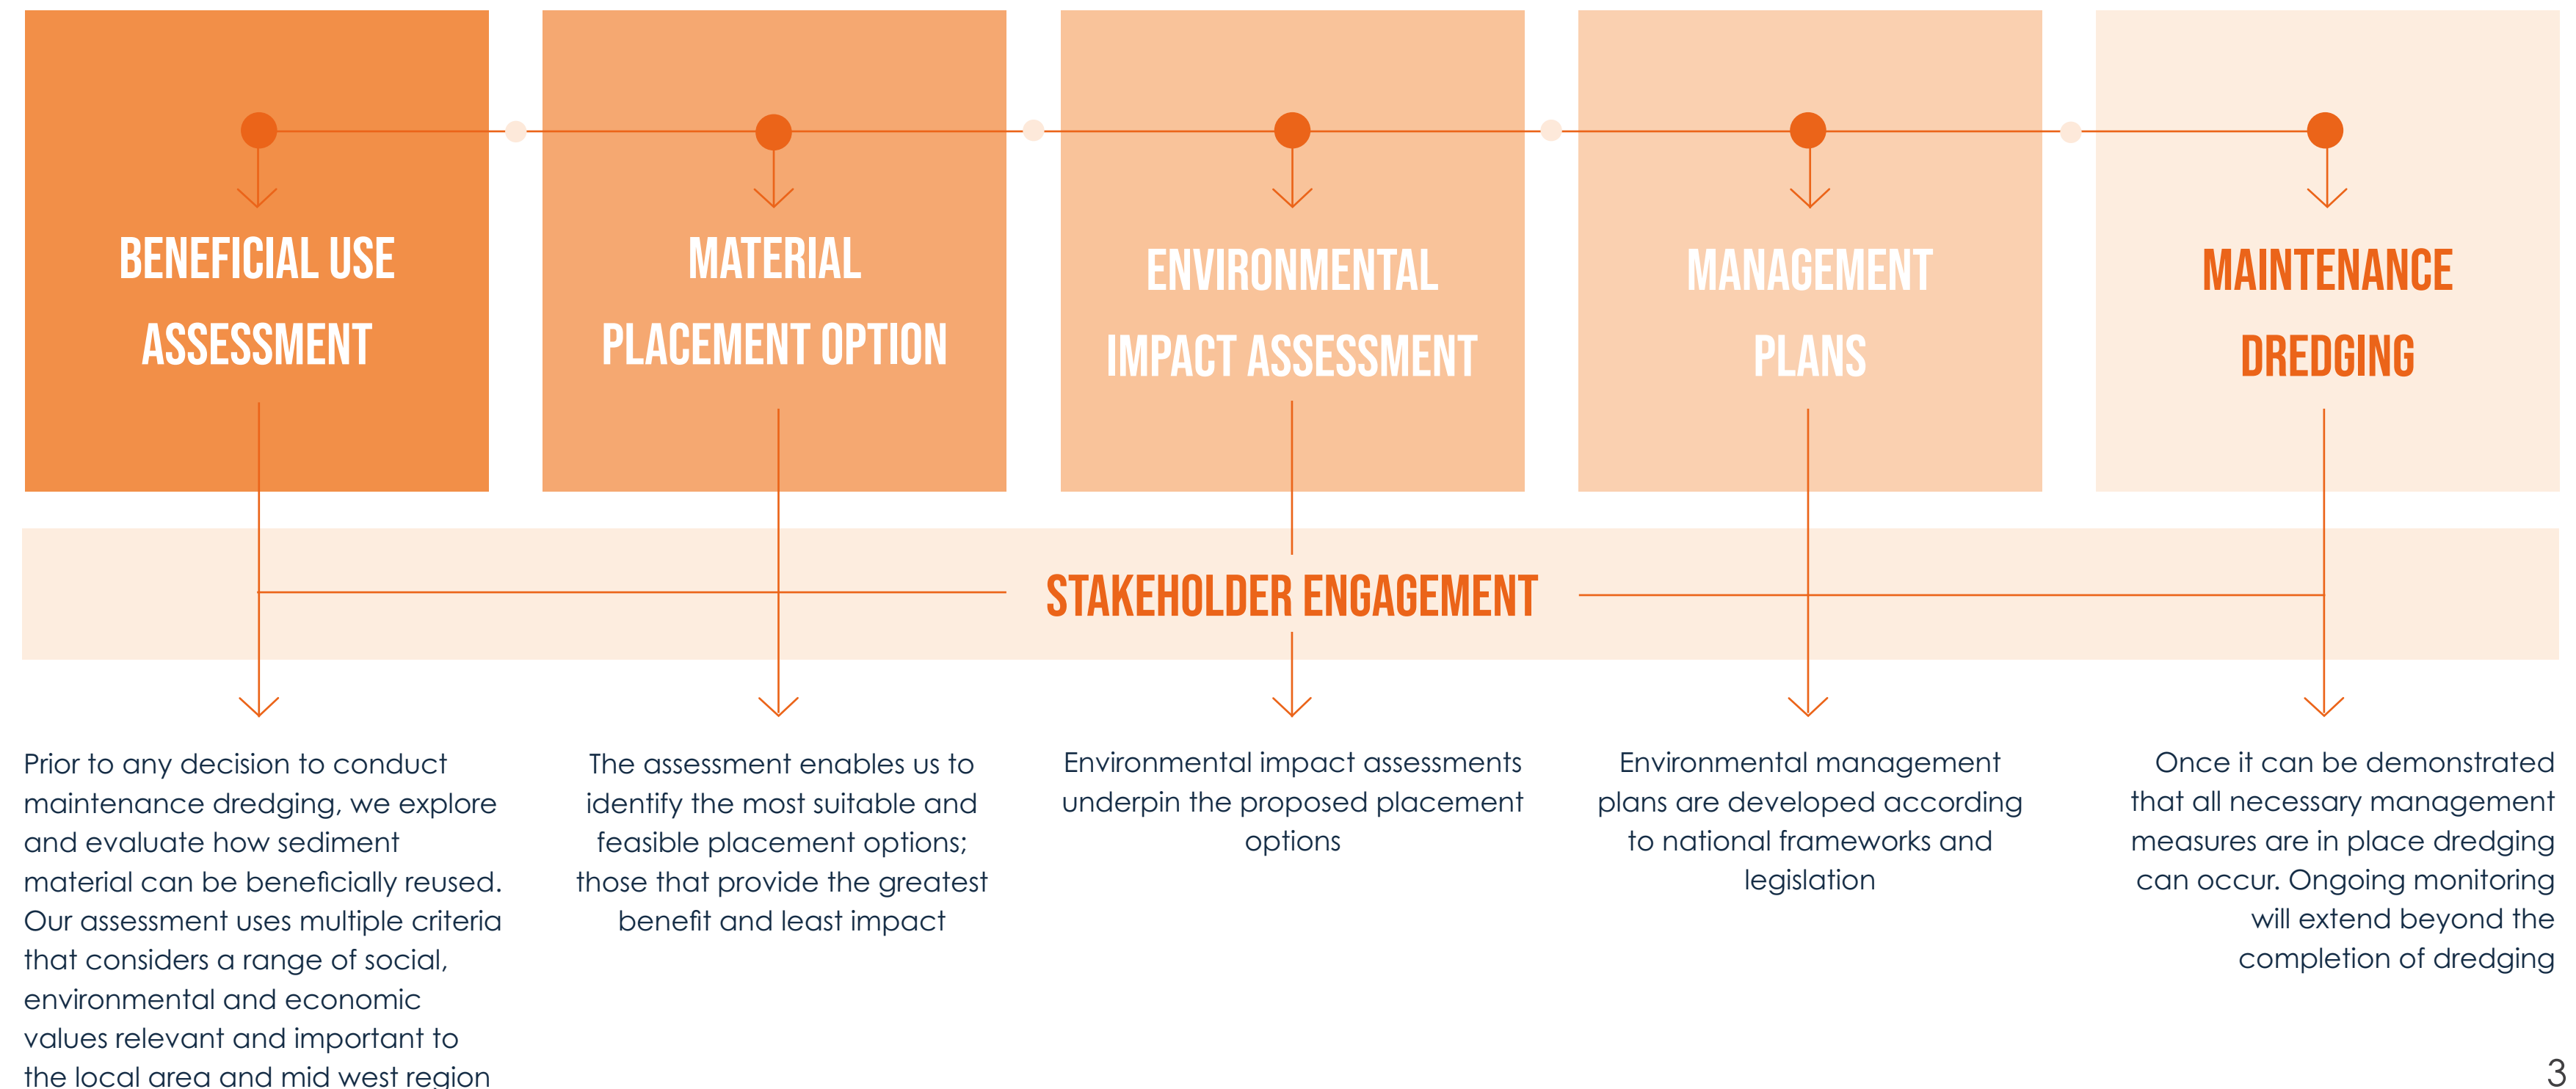 BENEFICIAL USE
ASSESSMENT
MATERIAL
PLACEMENT OPTION
ENVIRONMENTAL
IMPACT ASSESSMENT
MANAGEMENT
PLANS
MAINTENANCE
DREDGING
STAKEHOLDER ENGAGEMENT
Prior to any decision to conduct
maintenance dredging, we explore
and evaluate how sediment
material can be beneficially reused.
Our assessment uses multiple criteria
that considers a range of social,
environmental and economic
values relevant and important to
the local area and mid west region
The assessment enables us to
identify the most suitable and
feasible placement options;
those that provide the greatest
benefit and least impact
Environmental impact assessments
underpin the proposed placement
options
Environmental management
plans are developed according
to national frameworks and
legislation
Once it can be demonstrated
that all necessary management
measures are in place dredging
can occur. Ongoing monitoring
will extend beyond the
completion of dredging
3